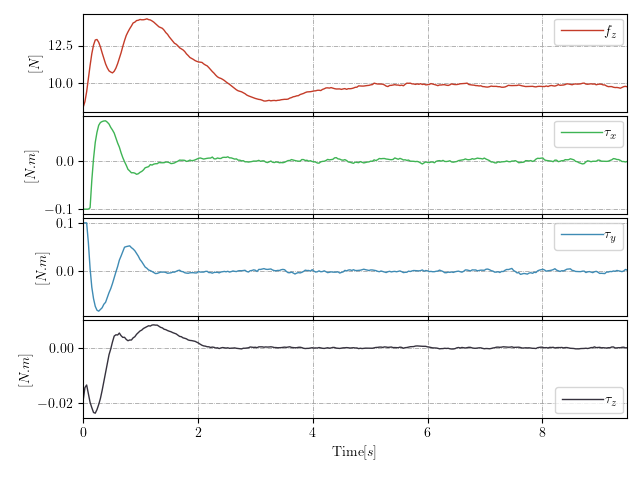 12.5
10.0
[N]
f_z
0.0
−0.1
[N.m]
τ_x
0.1
0.0
[N.m]
τ_y
0.00
−0.02
[N.m]
τ_z
0 2 4 6 8
Time[s]